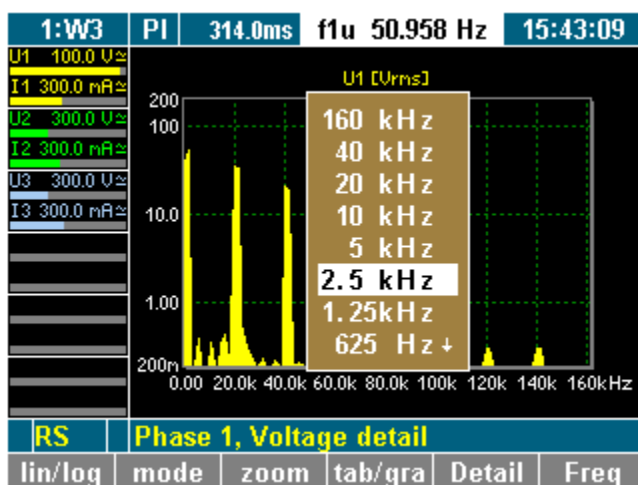 1:W3 PI 314.0ms f1u 50.958 Hz 15:43:09
U1 100.0 V≃
I1 300.0 mA≃
U2 300.0 V≃
I2 300.0 mA≃
U3 300.0 V≃
I3 300.0 mA≃
U1 [Vrms]
200
100
10.0
1.00
200m
160 kHz
40 kHz
20 kHz
10 kHz
5 kHz
2.5 kHz
1.25kHz
625 Hz↓
0.00 20.0k 40.0k 60.0k 80.0k 100k 120k 140k 160kHz
RS Phase 1, Voltage detail
lin/log mode zoom tab/gra Detail Freq